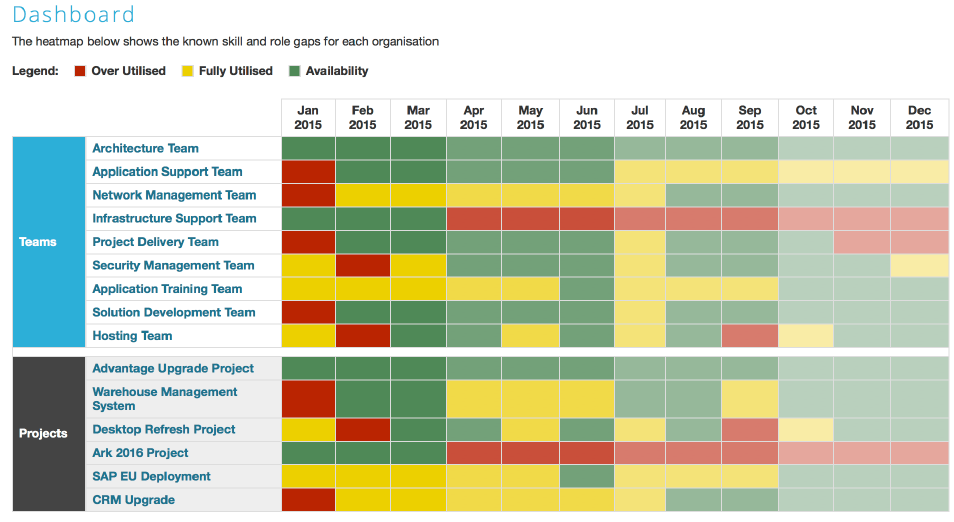 Dashboard
The heatmap below shows the known skill and role gaps for each organisation
Legend: Over Utilised Fully Utilised Availability
Jan Feb Mar Apr May Jun Jul Aug Sep Oct Nov Dec
2015 2015 2015 2015 2015 2015 2015 2015 2015 2015 2015 2015
Teams
Architecture Team
Application Support Team
Network Management Team
Infrastructure Support Team
Project Delivery Team
Security Management Team
Application Training Team
Solution Development Team
Hosting Team
Projects
Advantage Upgrade Project
Warehouse Management
System
Desktop Refresh Project
Ark 2016 Project
SAP EU Deployment
CRM Upgrade